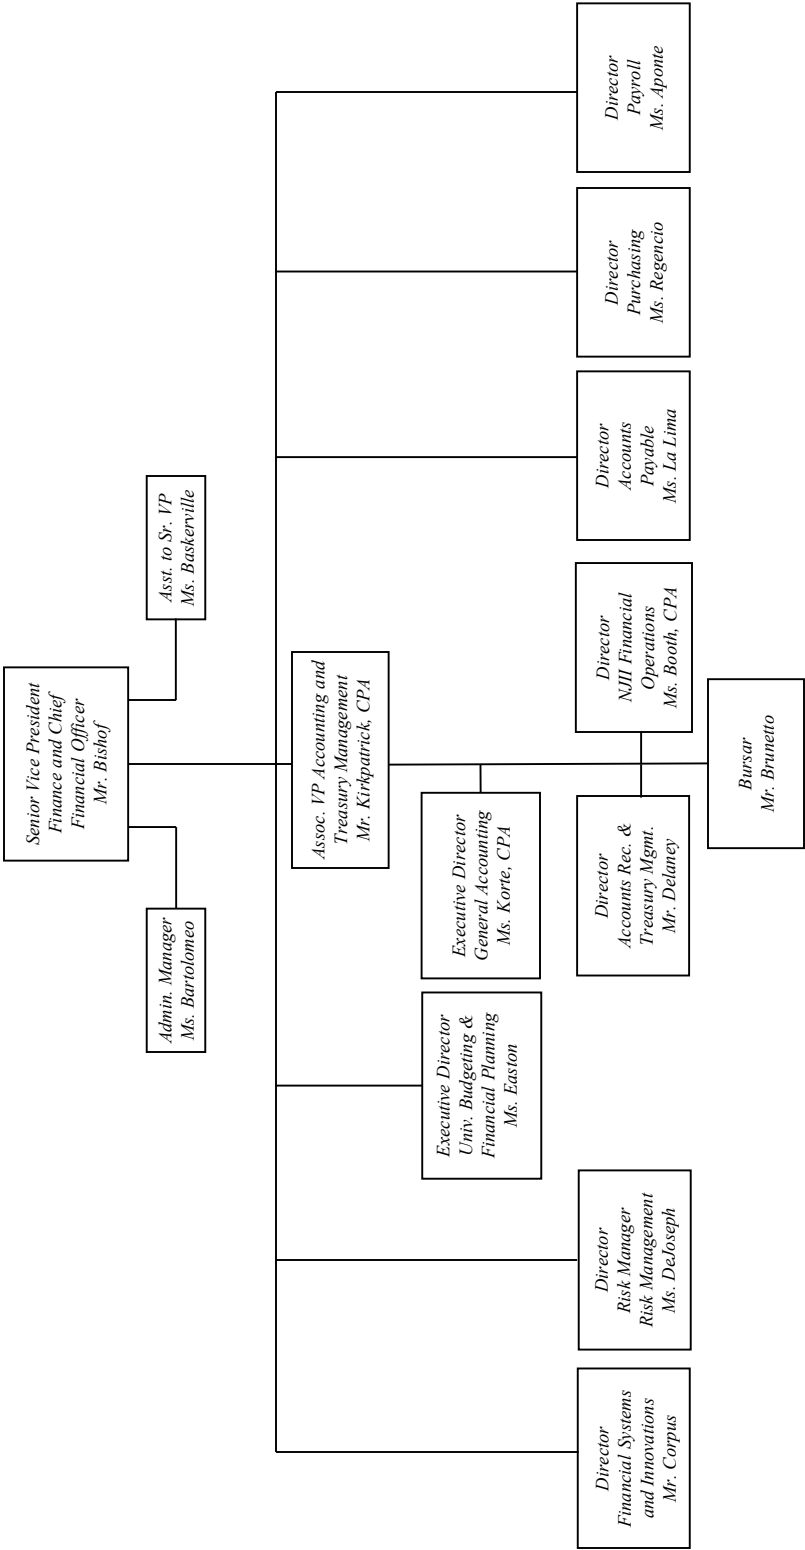 Senior Vice President
Finance and Chief
Financial Officer
Mr. Bishof
Admin. Manager
Ms. Bartolomeo
Asst. to Sr. VP
Ms. Baskerville
Assoc. VP Accounting and
Treasury Management
Mr. Kirkpatrick, CPA
Executive Director
Univ. Budgeting &
Financial Planning
Ms. Easton
Executive Director
General Accounting
Ms. Korte, CPA
Director
Financial Systems
and Innovations
Mr. Corpus
Director
Risk Manager
Risk Management
Ms. DeJoseph
Director
Accounts Rec. &
Treasury Mgmt.
Mr. Delaney
Director
NJII Financial
Operations
Ms. Booth, CPA
Director
Accounts
Payable
Ms. La Lima
Director
Purchasing
Ms. Regencio
Director
Payroll
Ms. Aponte
Bursar
Mr. Brunetto